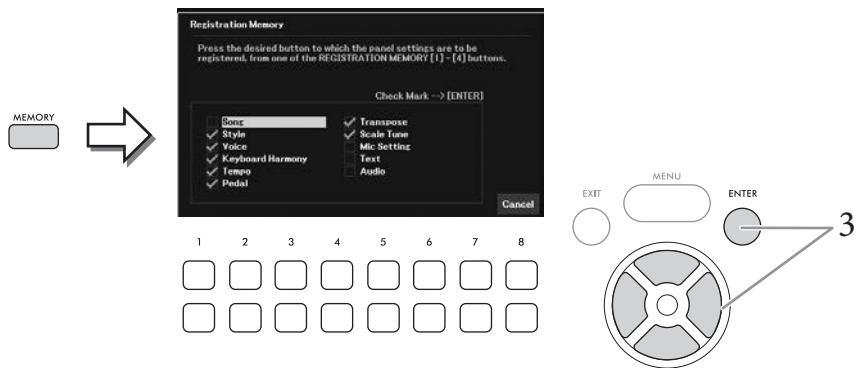 Registration Memory
Press the desired button to which the panel settings are to be
registered, from one of the REGISTRATION MEMORY [1] - [4] buttons.
Check Mark --> [ENTER]
MEMORY
Song
Style
Voice
Keyboard Harmony
Tempo
Pedal
Transpose
Scale Tune
Mic Setting
Text
Audio
Cancel
EXIT
MENU
ENTER
3
1 2 3 4 5 6 7 8